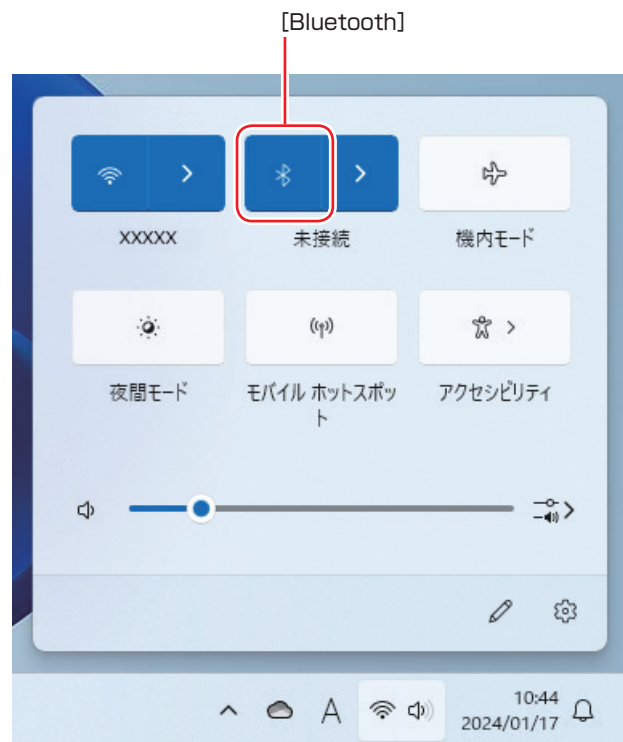 [Bluetooth]
XXXXX
未接続
機内モード
夜間モード
モバイル ホットスポッ
ト
アクセシビリティ
A
10:44
2024/01/17